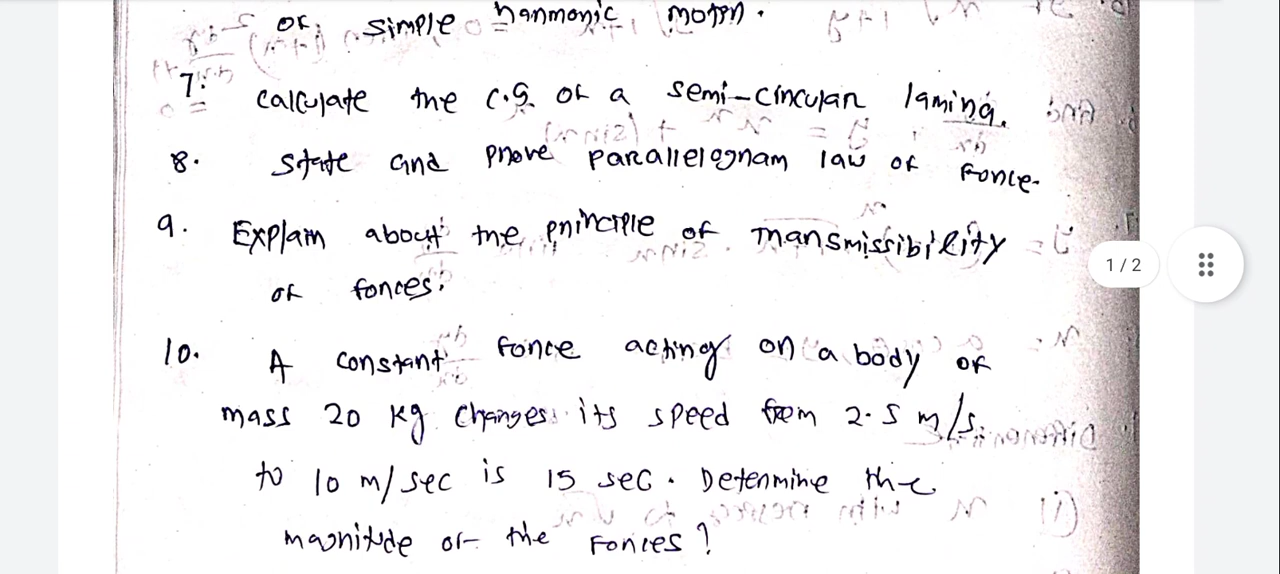 of simple harmonic motion.
7. calculate the C.G. of a semi-circular lamina.
8. state and prove parallelogram law of force.
9. Explain about the principle of transmissibility
of forces.
1 / 2
10. A constant force acting on a body of
mass 20 kg changes its speed from 2.5 m/s.
to 10 m/sec is 15 sec. Determine the
magnitude of the forces?